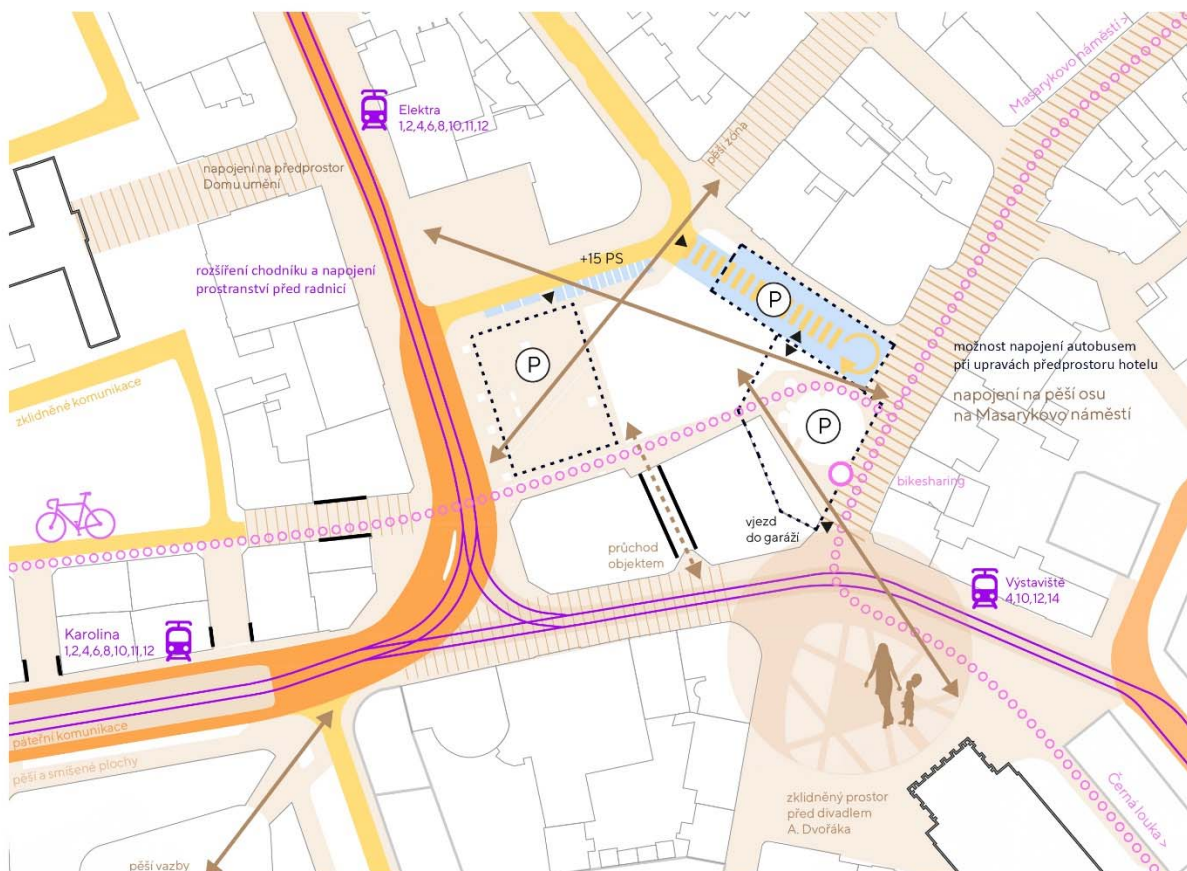 Masarykovo náměstí >
Elektra
1,2,4,6,8,10,11,12
pěší zóna
napojení na předprostor
Domu umění
+15 PS
rozšíření chodníku a napojení
prostranství před radnicí
P
P
možnost napojení autobusem
při upravách předprostoru hotelu
napojení na pěší osu
na Masarykovo náměstí
zklidněné komunikace
P
bikesharing
vjezd
do garáží
průchod
objektem
Výstaviště
4,10,12,14
Karolina
1,2,4,6,8,10,11,12
páteřní komunikace
pěší a smíšené plochy
zklidněný prostor
před divadlem
A. Dvořáka
Černá louka >
pěší vazby